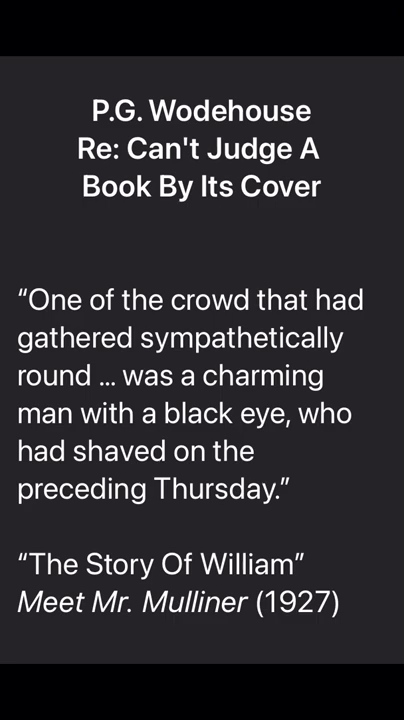 P.G. Wodehouse
Re: Can't Judge A
Book By Its Cover
“One of the crowd that had
gathered sympathetically
round ... was a charming
man with a black eye, who
had shaved on the
preceding Thursday.”
“The Story Of William”
Meet Mr. Mulliner (1927)